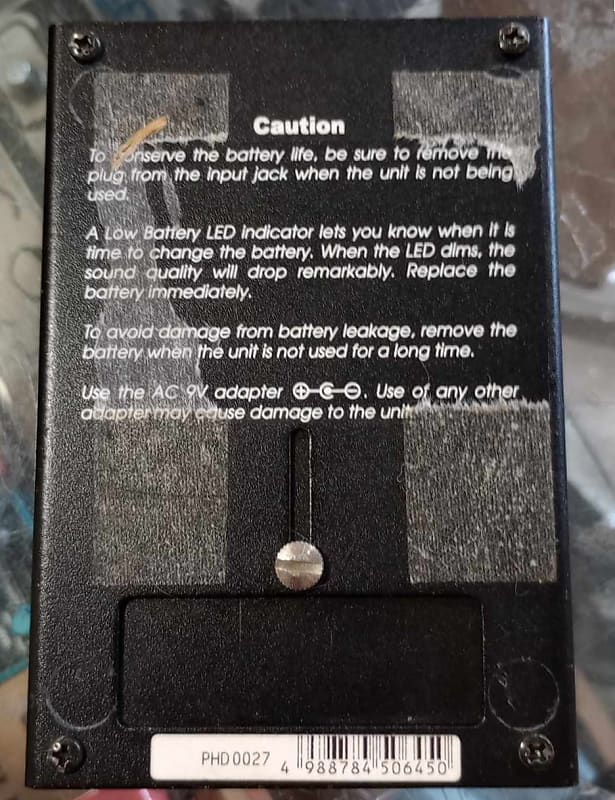 Caution
To conserve the battery life, be sure to remove the
plug from the input jack when the unit is not being
used.
A Low Battery LED indicator lets you know when it is
time to change the battery. When the LED dims, the
sound quality will drop remarkably. Replace the
battery immediately.
To avoid damage from battery leakage, remove the
battery when the unit is not used for a long time.
Use the AC 9V adapter ⊕-C-⊖. Use of any other
adapter may cause damage to the unit.
PHD0027 4 988784 506450